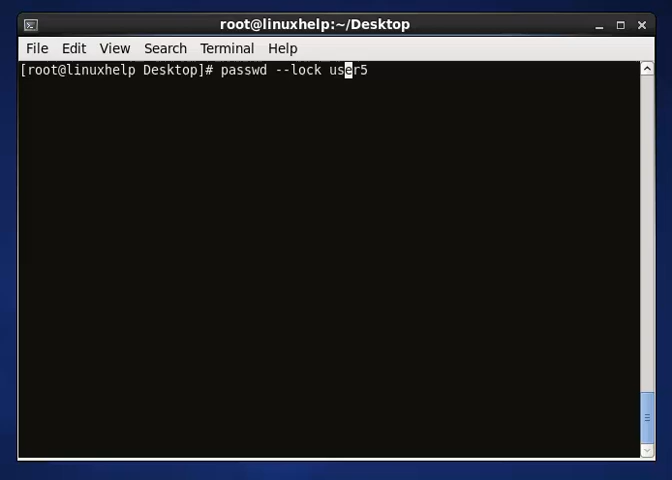 root@linuxhelp:~/Desktop
File Edit View Search Terminal Help
[root@linuxhelp Desktop]# passwd --lock user5